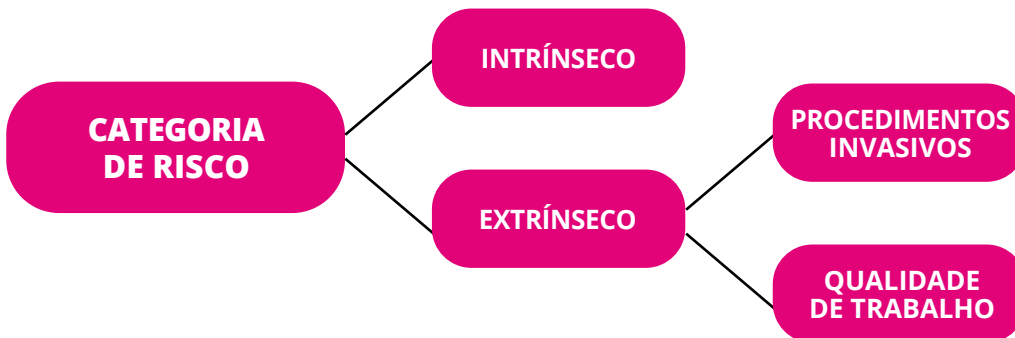 CATEGORIA
DE RISCO
INTRÍNSECO
EXTRÍNSECO
PROCEDIMENTOS
INVASIVOS
QUALIDADE
DE TRABALHO